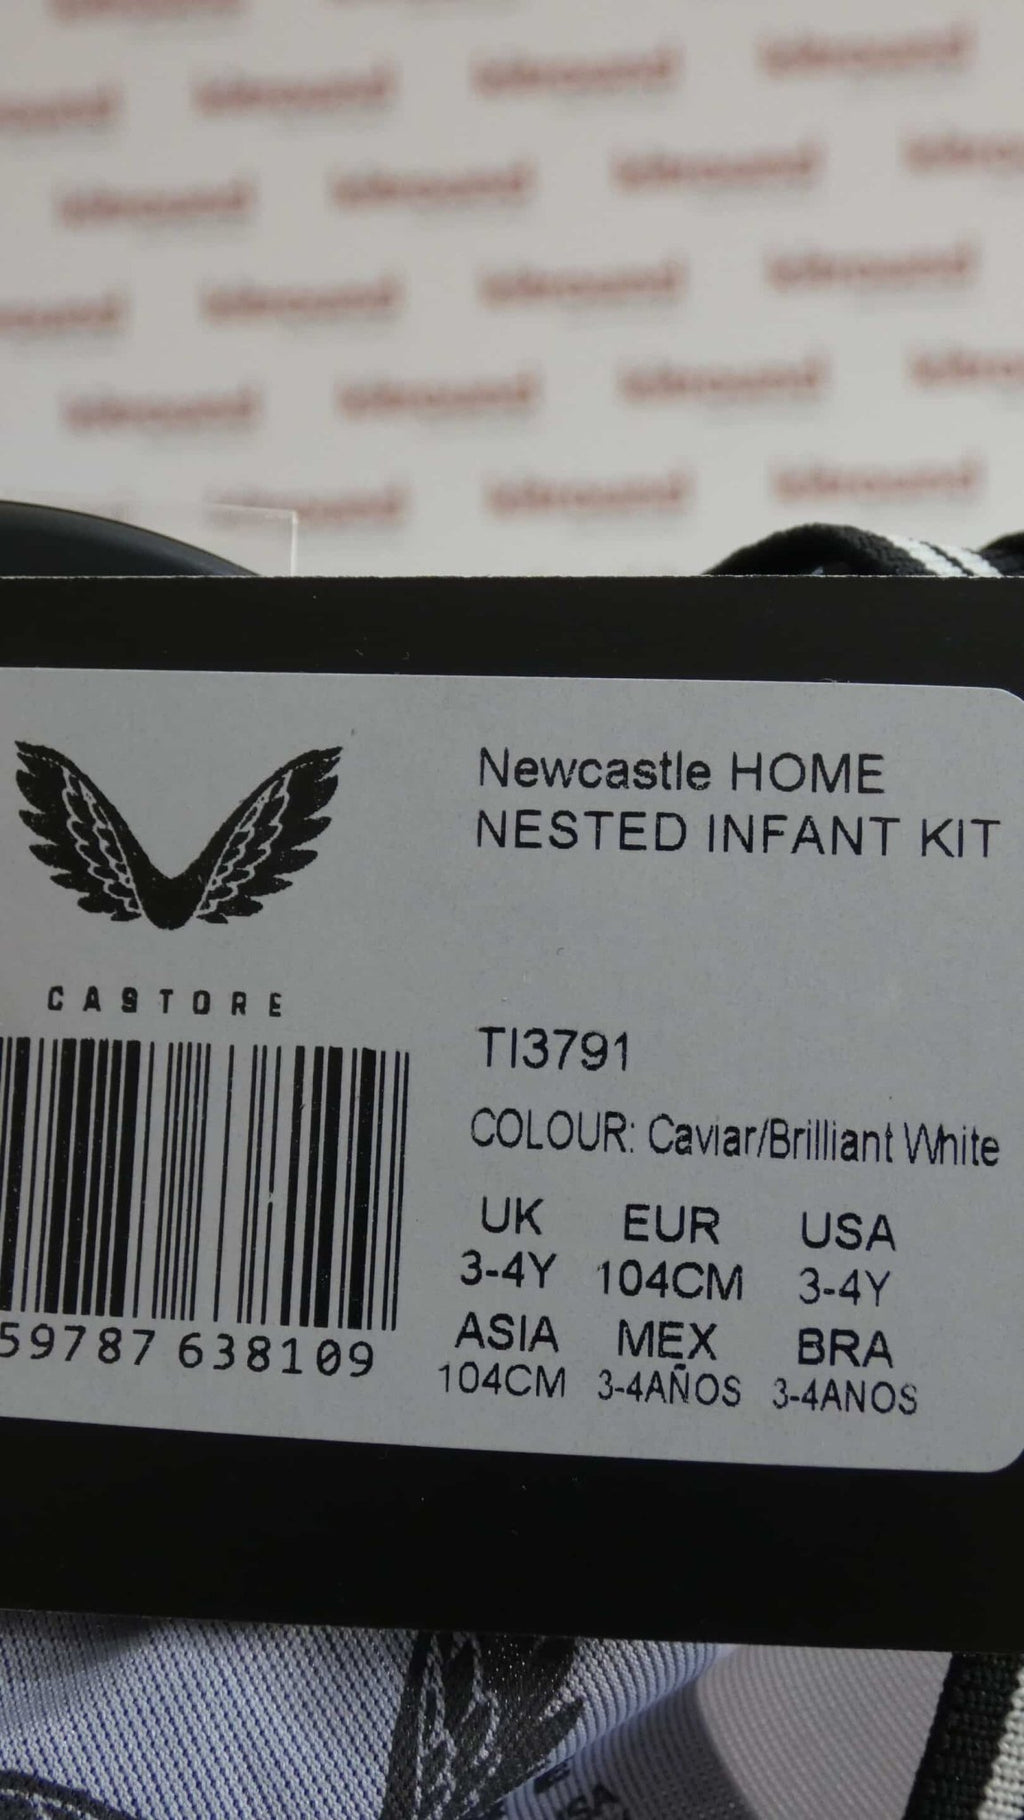 Newcastle HOME
NESTED INFANT KIT
CASTORE
TI3791
COLOUR: Caviar/Brilliant White
59787 638109
UK EUR USA
3-4Y 104CM 3-4Y
ASIA MEX BRA
104CM 3-4AÑOS 3-4ANOS